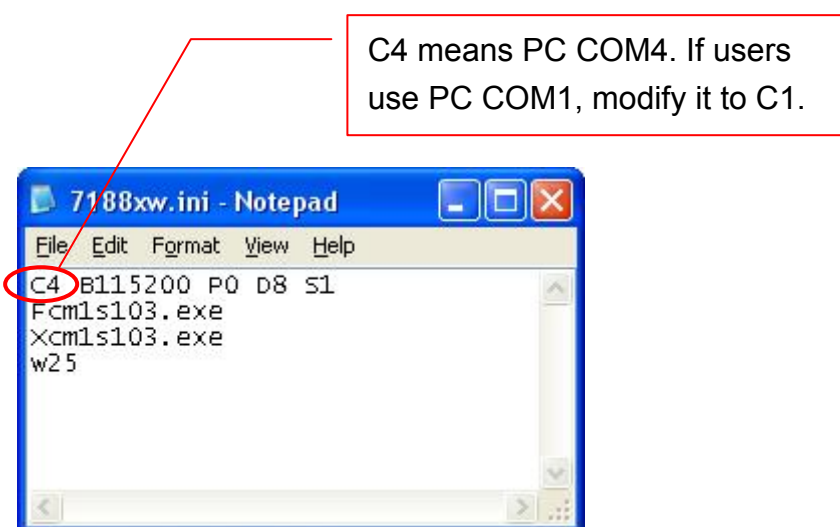 C4 means PC COM4. If users
use PC COM1, modify it to C1.
7188xw.ini - Notepad
File Edit Format View Help
C4 B115200 P0 D8 S1
Fcm1s103.exe
Xcm1s103.exe
w25